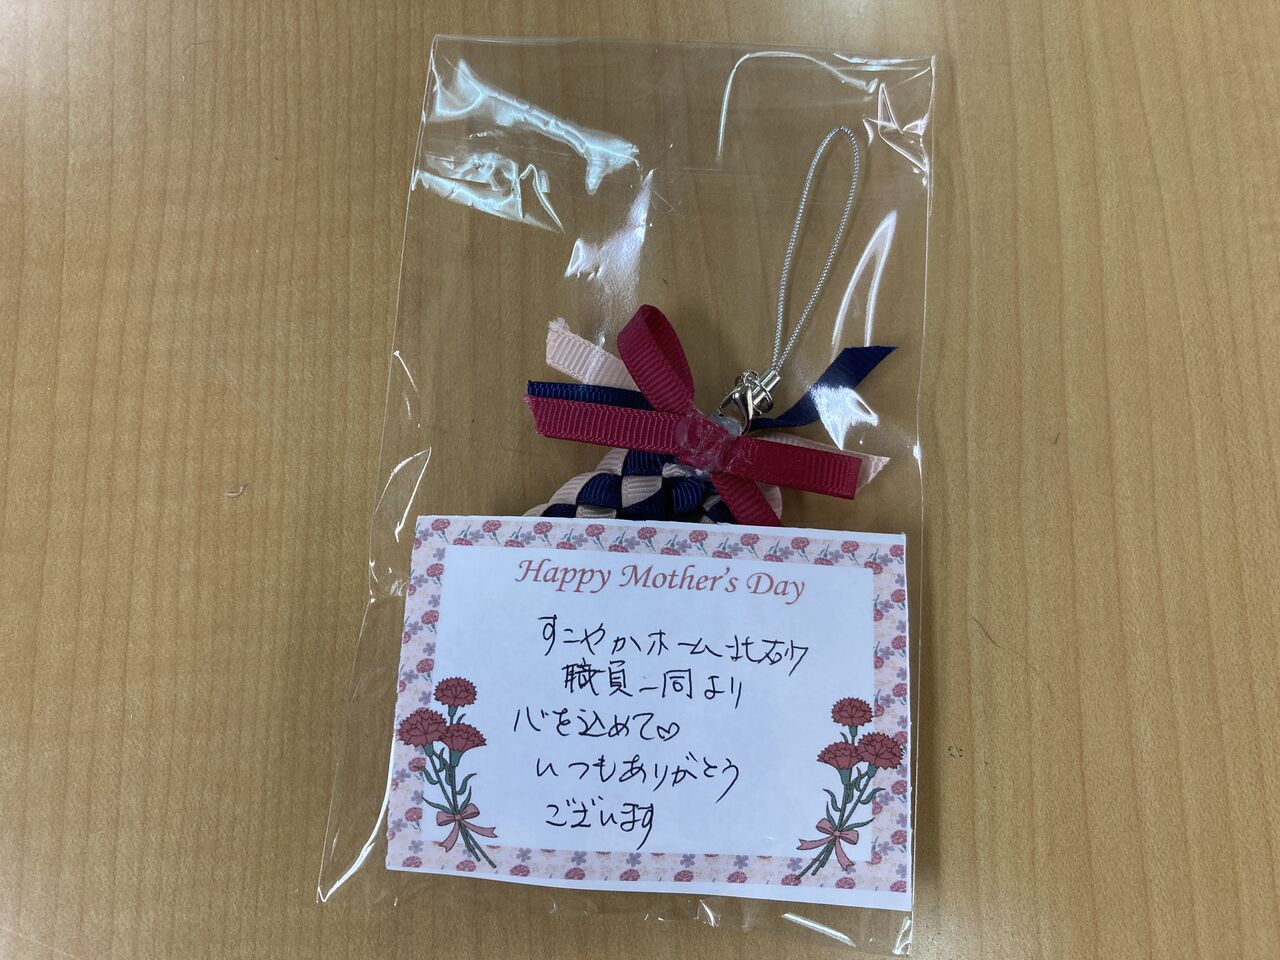 Happy Mother's Day
すこやかホーム北砂
職員一同より
心を込めて♡
いつもありがとう
ございます